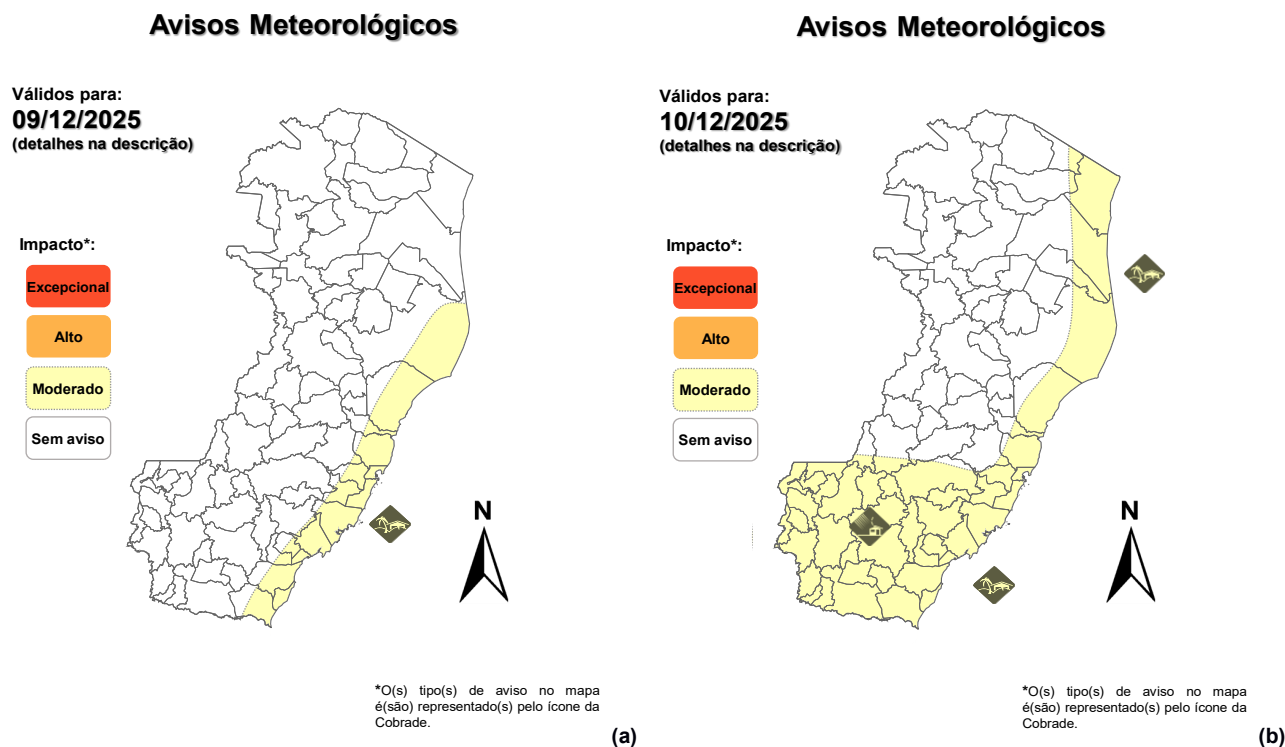 Avisos Meteorológicos
Válidos para:
09/12/2025
(detalhes na descrição)
Impacto*:
Excepcional
Alto
Moderado
Sem aviso
N
*O(s) tipo(s) de aviso no mapa
é(são) representado(s) pelo ícone da
Cobrade.
(a)
Avisos Meteorológicos
Válidos para:
10/12/2025
(detalhes na descrição)
Impacto*:
Excepcional
Alto
Moderado
Sem aviso
N
*O(s) tipo(s) de aviso no mapa
é(são) representado(s) pelo ícone da
Cobrade.
(b)